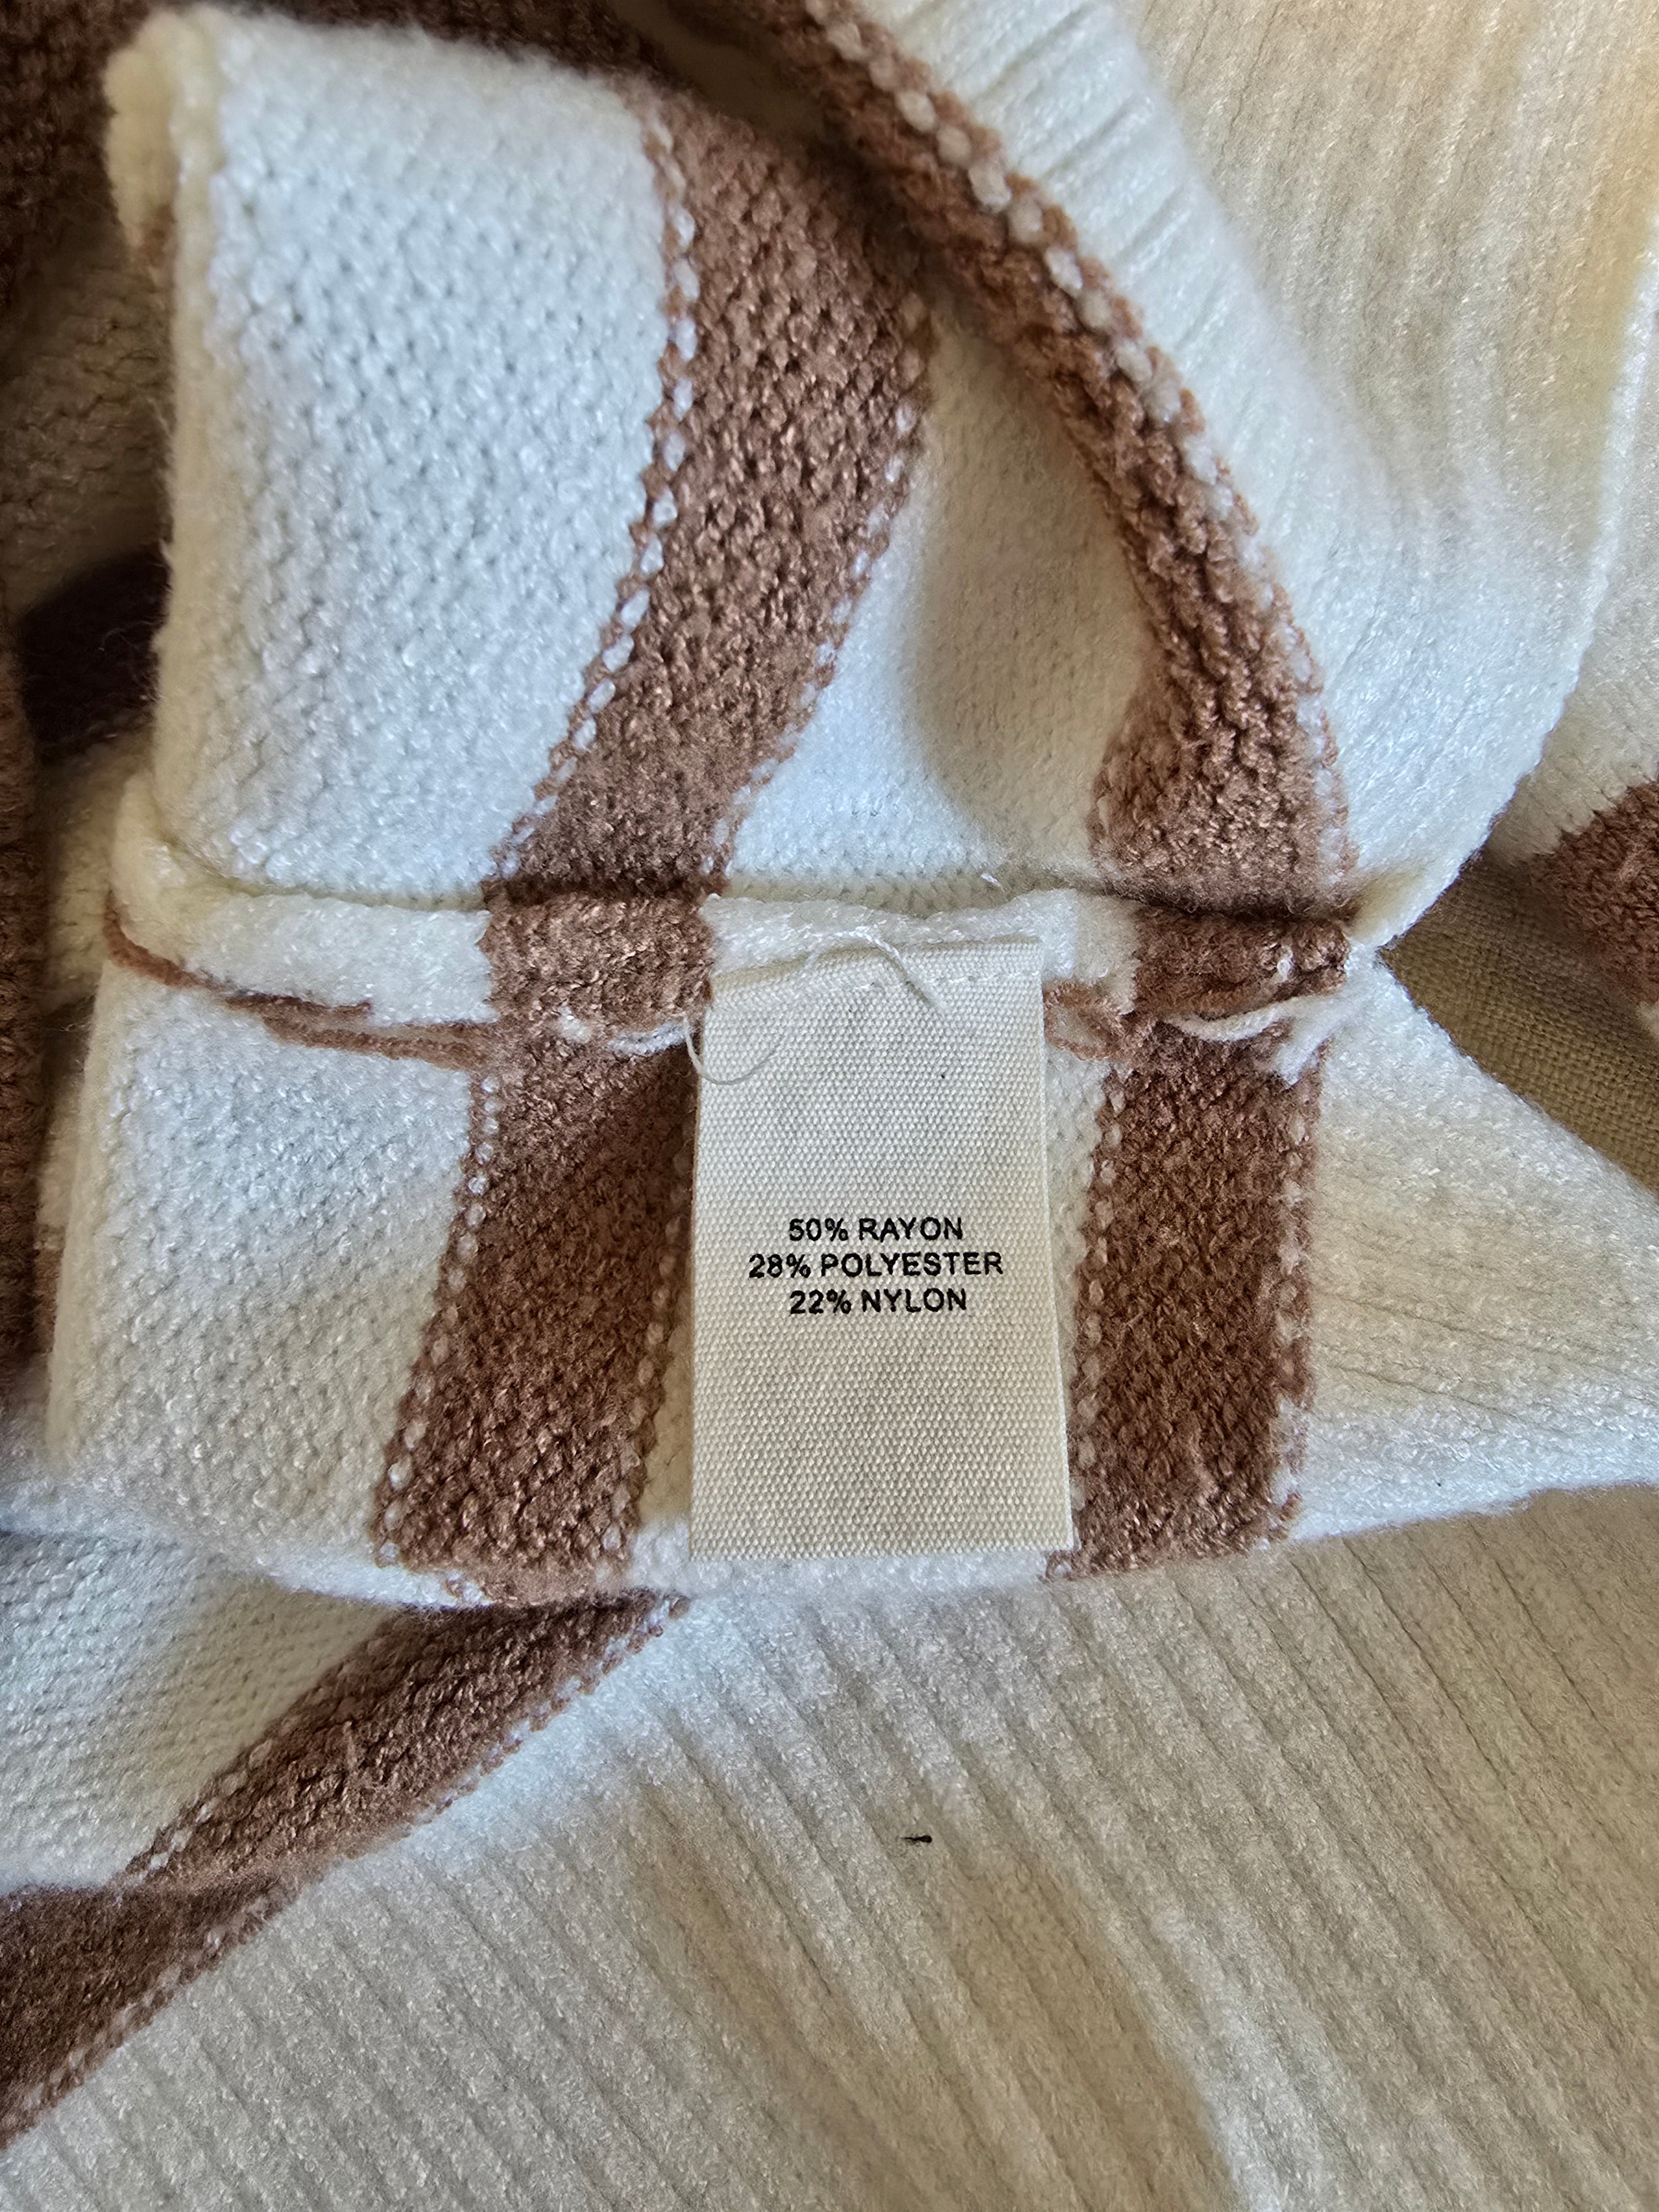 50% RAYON
28% POLYESTER
22% NYLON